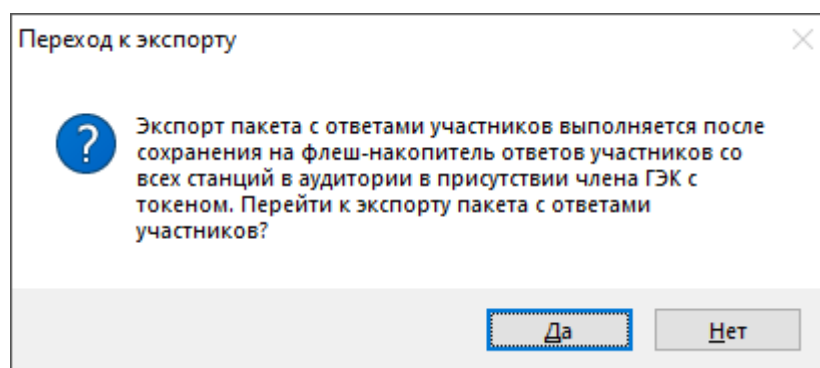 Переход к экспорту
Экспорт пакета с ответами участников выполняется после
сохранения на флеш-накопитель ответов участников со
всех станций в аудитории в присутствии члена ГЭК с
токеном. Перейти к экспорту пакета с ответами
участников?
Да
Нет